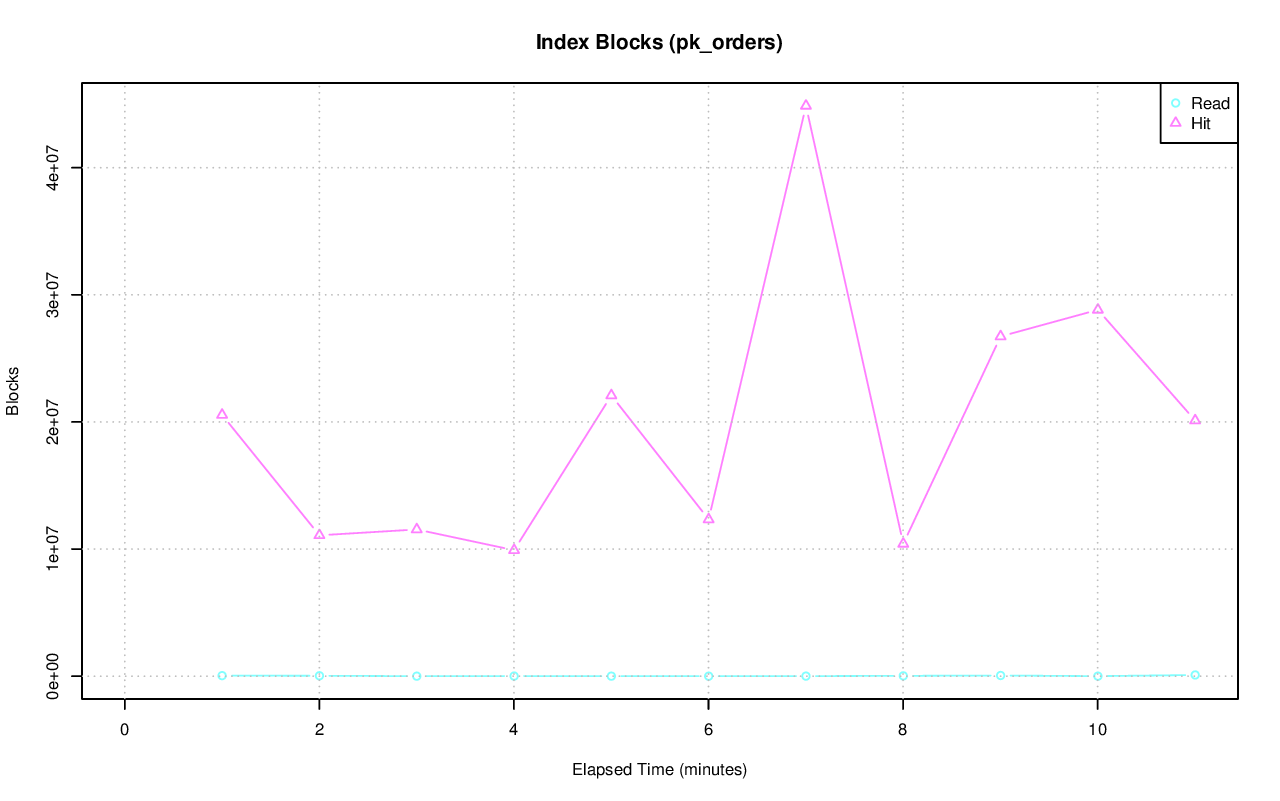 Index Blocks (pk_orders)
Read
Hit
Blocks
4e+07
3e+07
2e+07
1e+07
0e+00
0 2 4 6 8 10
Elapsed Time (minutes)